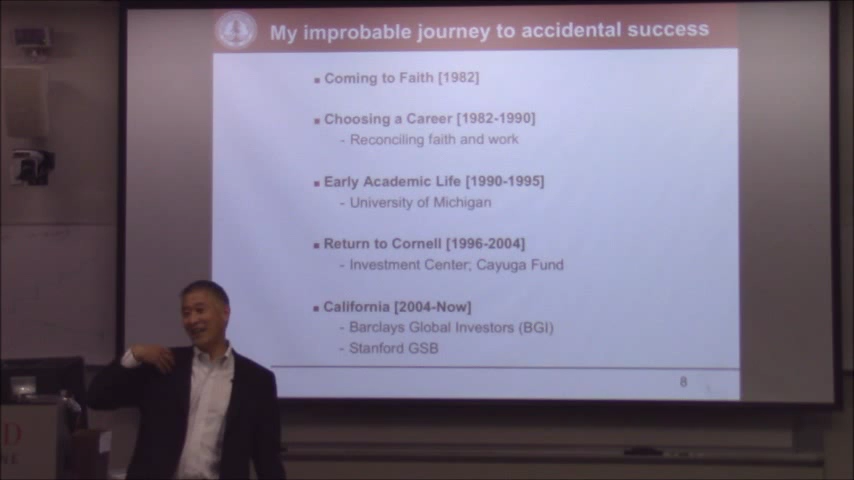 My improbable journey to accidental success
▪ Coming to Faith [1982]
▪ Choosing a Career [1982-1990]
- Reconciling faith and work
▪ Early Academic Life [1990-1995]
- University of Michigan
▪ Return to Cornell [1996-2004]
- Investment Center; Cayuga Fund
▪ California [2004-Now]
- Barclays Global Investors (BGI)
- Stanford GSB
8
D
NE